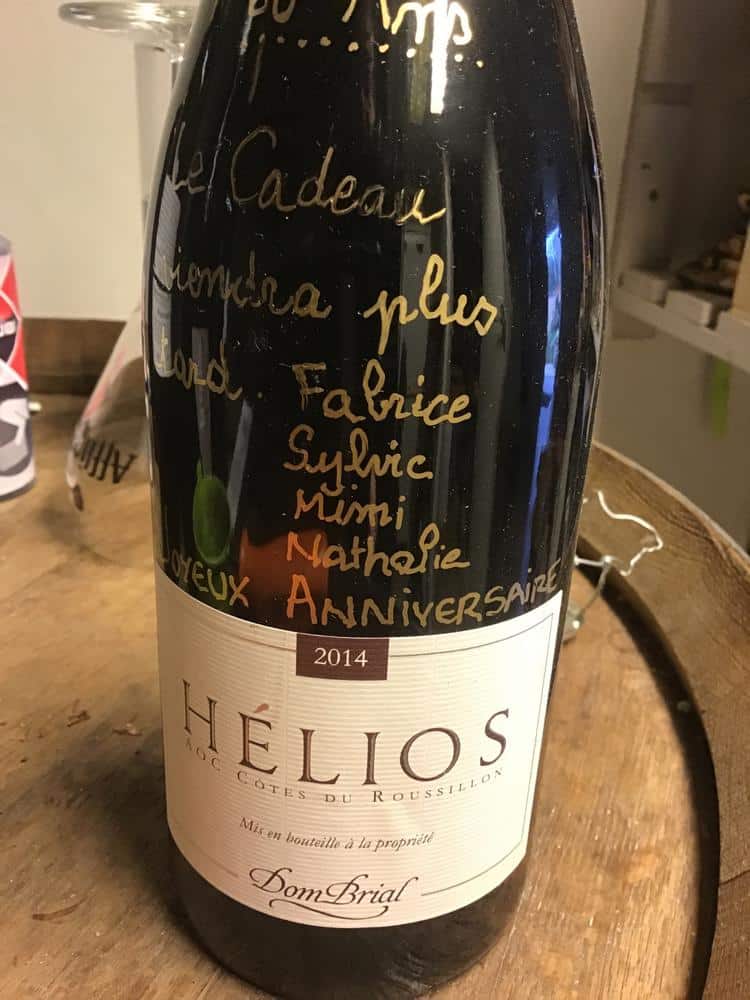 Ans
Le Cadeau
viendra plus
tard. Fabrice
Sylvie
Mimi
Nathalie
JOYEUX ANNIVERSAIRE
2014
HÉLIOS
AOC CÔTES DU ROUSSILLON
Mis en bouteille à la propriété
Dom Brial